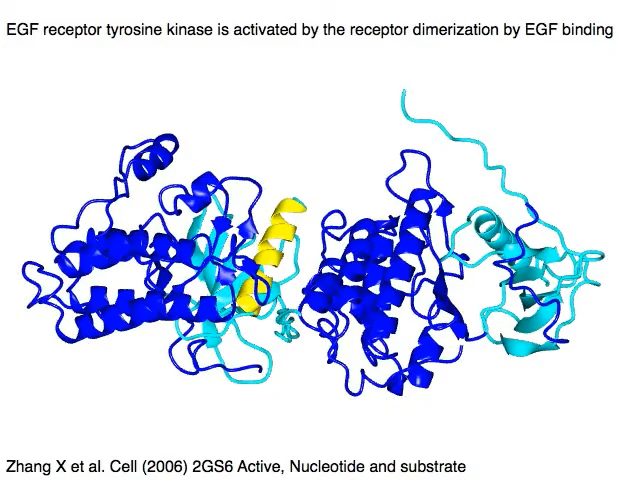 EGF receptor tyrosine kinase is activated by the receptor dimerization by EGF binding
Zhang X et al. Cell (2006) 2GS6 Active, Nucleotide and substrate